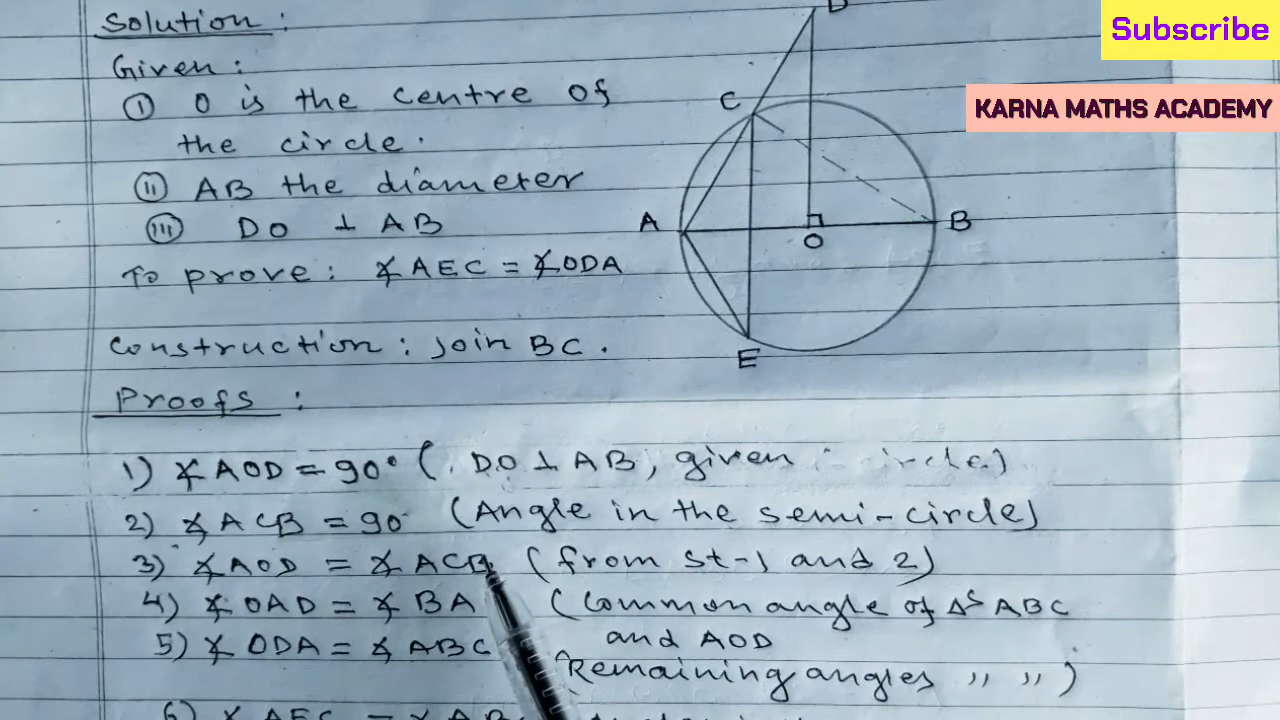 Subscribe
KARNA MATHS ACADEMY
Solution :
Given :
(i) O is the centre of
the circle.
(ii) AB the diameter
(iii) DO ⊥ AB
To prove : ∡ AEC = ∡ ODA
Construction : Join BC .
Proofs :
1) ∡ AOD = 90° ( DO ⊥ AB, given
2) ∡ ACB = 90° (Angle in the semi-circle)
3) ∡ AOD = ∡ ACB (from st-1 and 2)
4) ∡ OAD = ∡ BA (Common angle of Δˢ ABC
and AOD
5) ∡ ODA = ∡ ABC (Remaining angles ,, ,, )
6) ∡ AEC = ∡
C
A
O
B
E